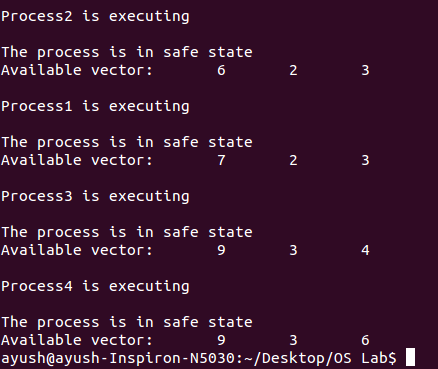 Process2 is executing
The process is in safe state
Available vector: 6 2 3
Process1 is executing
The process is in safe state
Available vector: 7 2 3
Process3 is executing
The process is in safe state
Available vector: 9 3 4
Process4 is executing
The process is in safe state
Available vector: 9 3 6
ayush@ayush-Inspiron-N5030:~/Desktop/OS Lab$